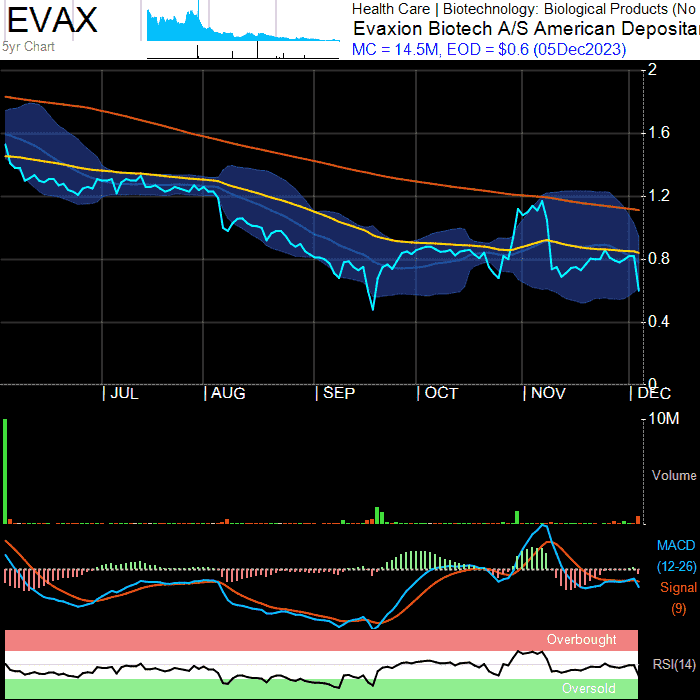 EVAX
5yr Chart
Health Care | Biotechnology: Biological Products (No
Evaxion Biotech A/S American Depositar
MC = 14.5M, EOD = $0.6 (05Dec2023)
2
1.6
1.2
0.8
0.4
0
| JUL | AUG | SEP | OCT | NOV | DEC
10M
Volume
MACD
(12-26)
Signal
(9)
Overbought
RSI(14)
Oversold